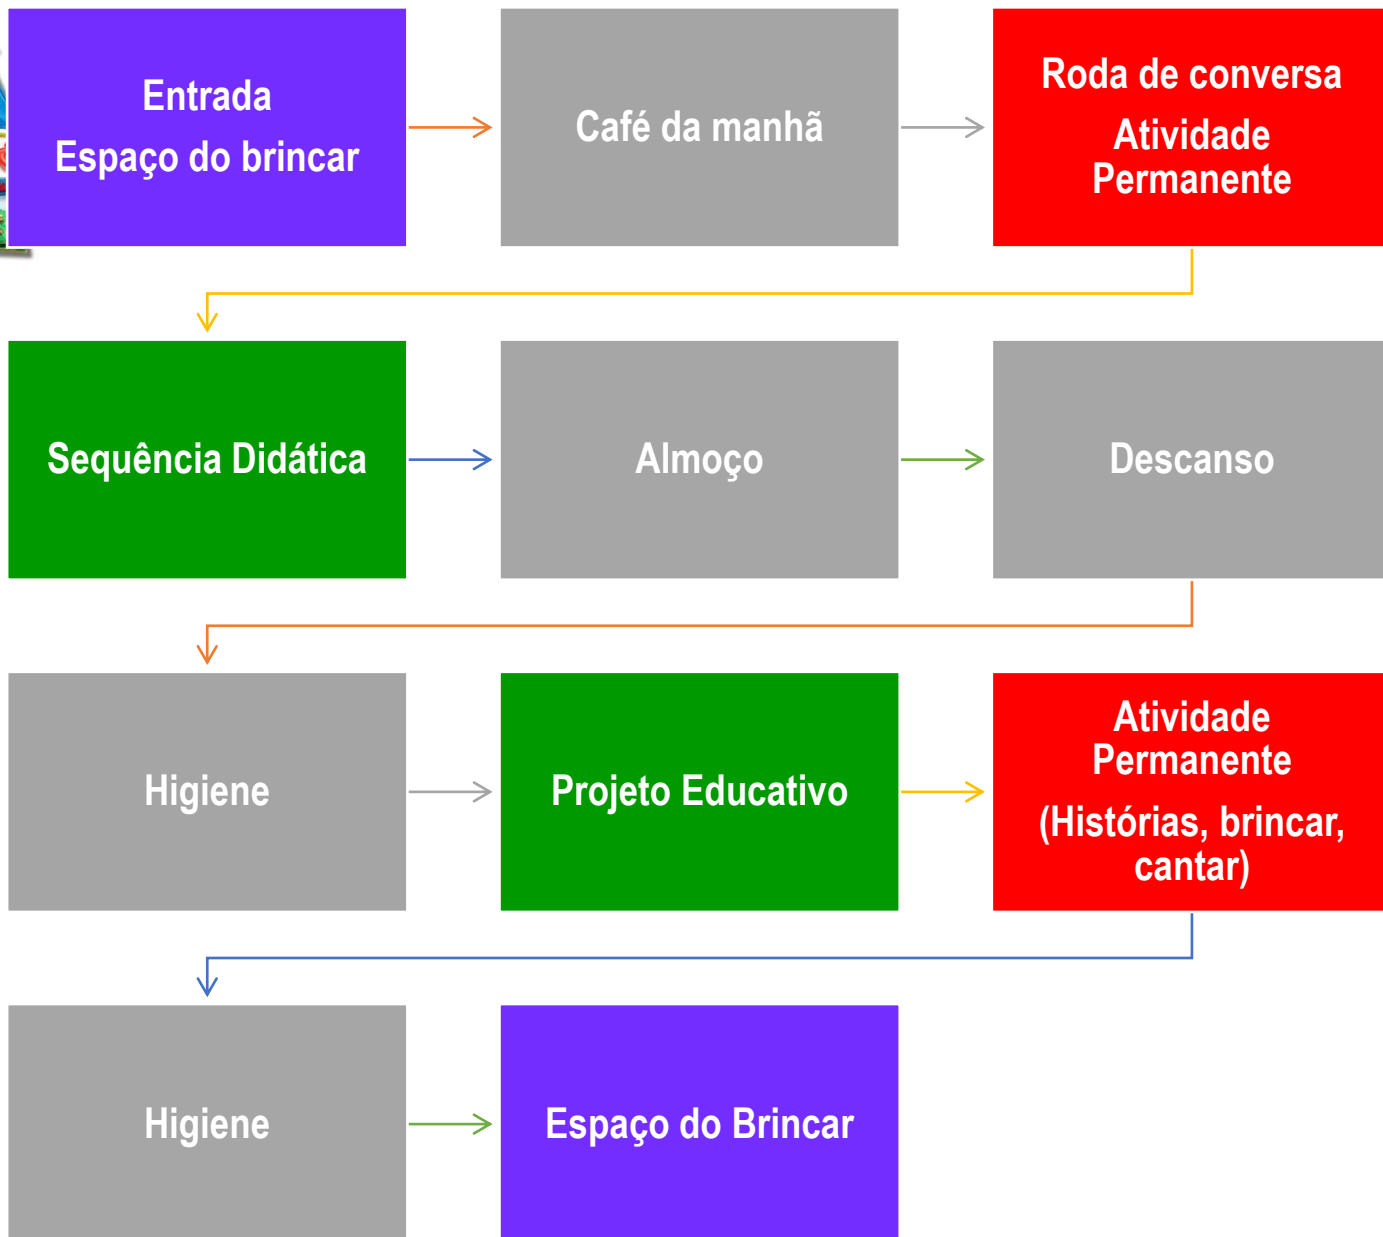 Entrada
Espaço do brincar
Café da manhã
Roda de conversa
Atividade
Permanente
Sequência Didática
Almoço
Descanso
Higiene
Projeto Educativo
Atividade
Permanente
(Histórias, brincar,
cantar)
Higiene
Espaço do Brincar